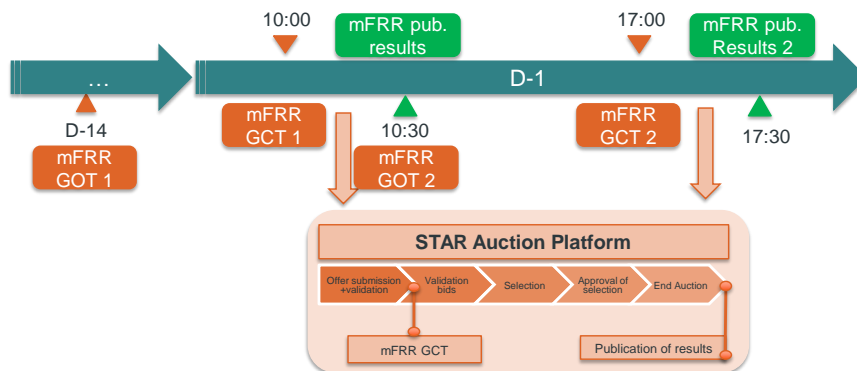 10:00
mFRR pub.
results
17:00
mFRR pub.
Results 2
...
D-1
D-14
mFRR
GOT 1
mFRR
GCT 1
10:30
mFRR
GOT 2
mFRR
GCT 2
17:30
STAR Auction Platform
Offer submission
+validation
Validation
bids
Selection
Approval of
selection
End Auction
mFRR GCT
Publication of results